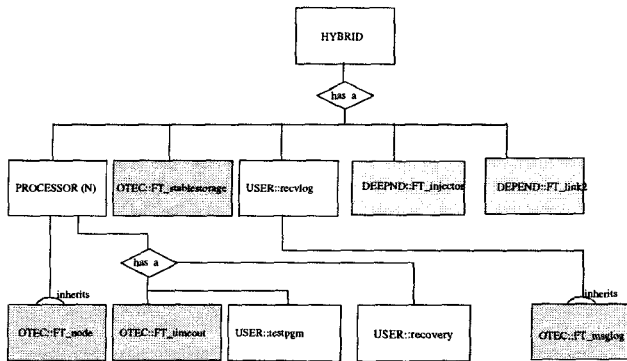 HYBRID
has a
PROCESSOR (N)
OTEC::FT_stablestorage
USER::recvlog
DEEPND::FT_injector
DEPEND::FT_link2
has a
inherits
inherits
OTEC::FT_node
OTEC::FT_timeout
USER::testpgm
USER::recovery
OTEC::FT_msglog